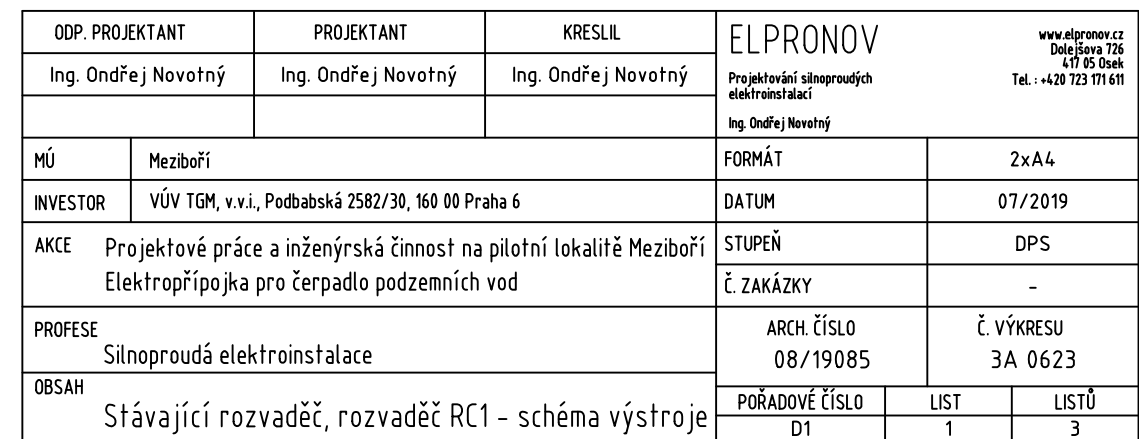 ODP. PROJEKTANT PROJEKTANT KRESLIL
Ing. Ondřej Novotný Ing. Ondřej Novotný Ing. Ondřej Novotný
ELPRONOV
Projektování silnoproudých
elektroinstalací
Ing. Ondřej Novotný
www.elpronov.cz
Dolejšova 726
417 05 Osek
Tel. : +420 723 171 611
MÚ Meziboří
INVESTOR VÚV TGM, v.v.i., Podbabská 2582/30, 160 00 Praha 6
AKCE Projektové práce a inženýrská činnost na pilotní lokalitě Meziboří
Elektropřípojka pro čerpadlo podzemních vod
PROFESE
Silnoproudá elektroinstalace
OBSAH
Stávající rozvaděč, rozvaděč RC1 - schéma výstroje
FORMÁT 2xA4
DATUM 07/2019
STUPEŇ DPS
Č. ZAKÁZKY -
ARCH. ČÍSLO Č. VÝKRESU
08/19085 3A 0623
POŘADOVÉ ČÍSLO LIST LISTŮ
D1 1 3